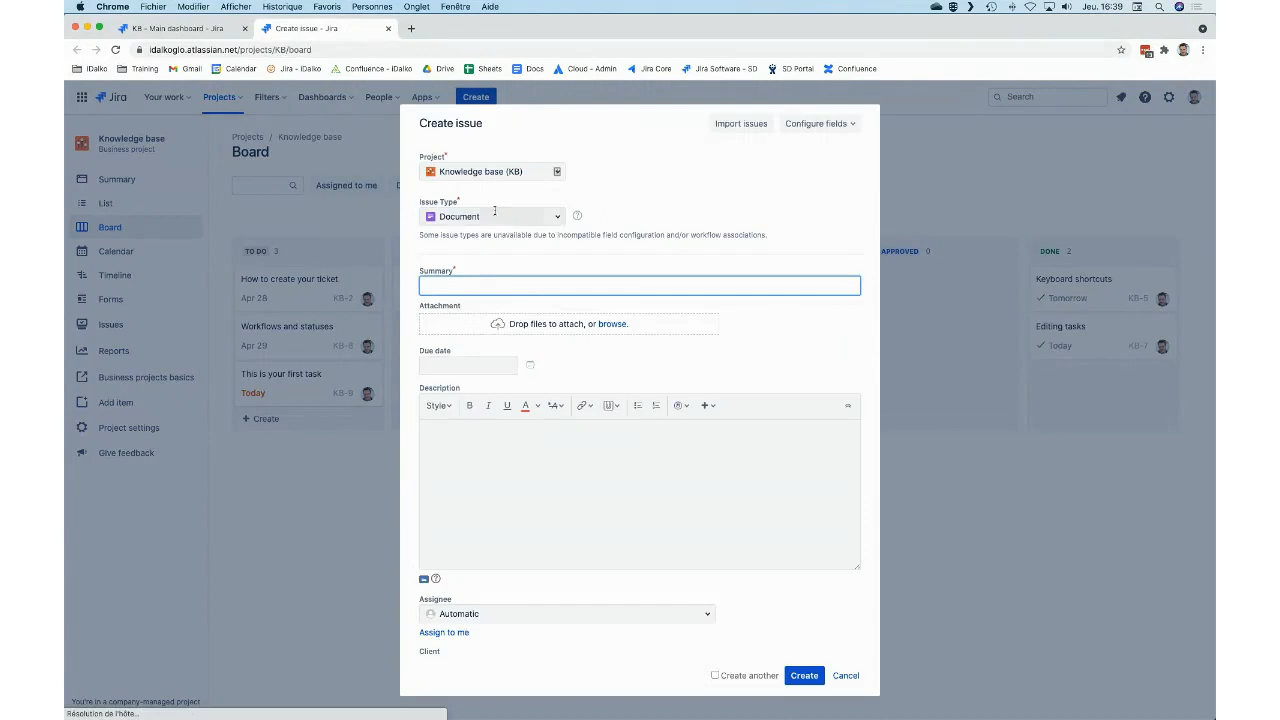 Chrome Fichier Modifier Afficher Historique Favoris Personnes Onglet Fenêtre Aide Jeu. 16:39
KB - Main dashboard - Jira
Create issue - Jira
idalkoglo.atlassian.net/projects/KB/board
iDalko Training Gmail Calendar Jira - iDalko Confluence - iDalko Drive Sheets Docs Cloud - Admin Jira Core Jira Software - SD SD Portal Confluence
Jira Your work Projects Filters Dashboards People Apps Create Search
Knowledge base
Business project
Summary
List
Board
Calendar
Timeline
Forms
Issues
Reports
Business projects basics
Add item
Project settings
Give feedback
You're in a company-managed project
Résolution de l'hôte...
Projects / Knowledge base
Board
Assigned to me
TO DO 3
How to create your ticket
Apr 28 KB-2
Workflows and statuses
Apr 29
This is your first task
Today KB-9
+ Create
Create issue
Import issues Configure fields
Project*
Knowledge base (KB)
Issue Type*
Document
Some issue types are unavailable due to incompatible field configuration and/or workflow associations.
Summary*
Attachment
Drop files to attach, or browse.
Due date
Description
Style B I U A
Assignee
Automatic
Assign to me
Client
Create another Create Cancel
APPROVED 0
DONE 2
Keyboard shortcuts
Tomorrow KB-5
Editing tasks
Today KB-7